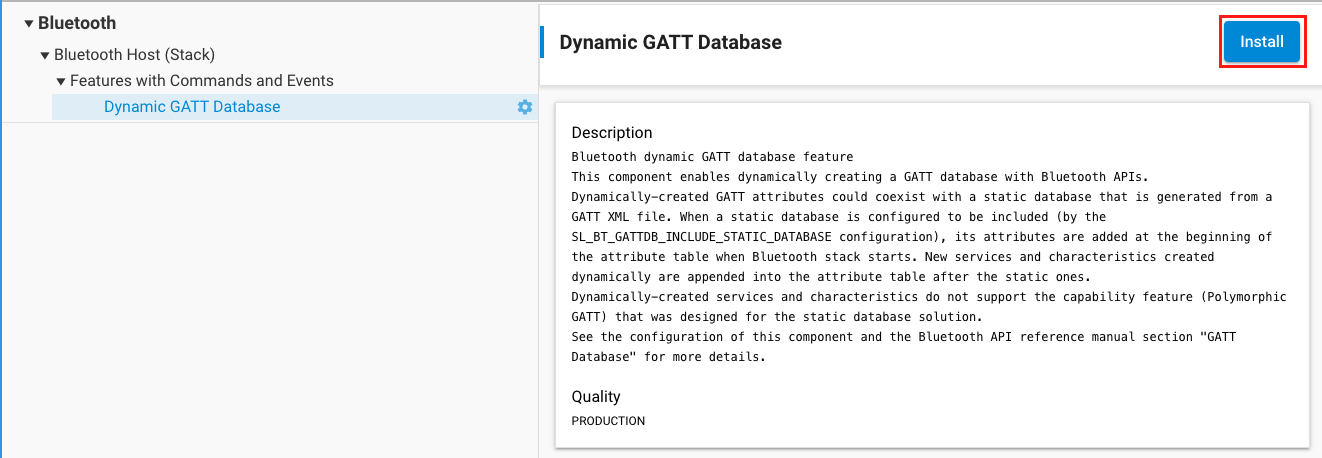 Bluetooth
Bluetooth Host (Stack)
Features with Commands and Events
Dynamic GATT Database
Dynamic GATT Database
Install
Description
Bluetooth dynamic GATT database feature
This component enables dynamically creating a GATT database with Bluetooth APIs.
Dynamically-created GATT attributes could coexist with a static database that is generated from a
GATT XML file. When a static database is configured to be included (by the
SL_BT_GATTDB_INCLUDE_STATIC_DATABASE configuration), its attributes are added at the beginning of
the attribute table when Bluetooth stack starts. New services and characteristics created
dynamically are appended into the attribute table after the static ones.
Dynamically-created services and characteristics do not support the capability feature (Polymorphic
GATT) that was designed for the static database solution.
See the configuration of this component and the Bluetooth API reference manual section "GATT
Database" for more details.
Quality
PRODUCTION